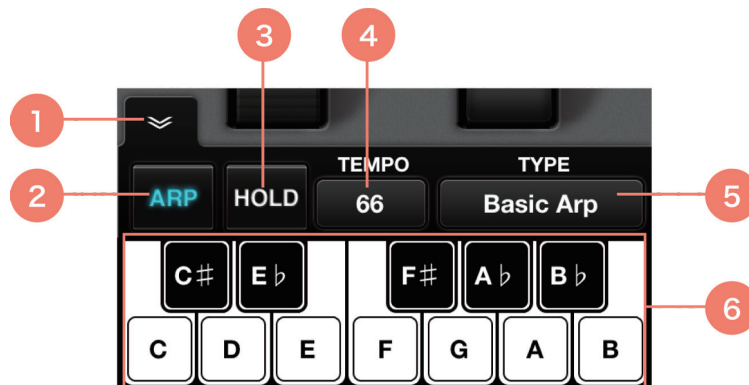 3 4
1
TEMPO TYPE
2 ARP HOLD 66 Basic Arp 5
C♯ E♭ F♯ A♭ B♭ 6
C D E F G A B